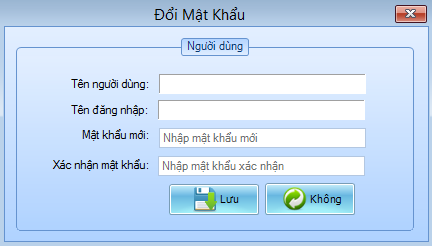 Đổi Mật Khẩu
Người dùng
Tên người dùng:
Tên đăng nhập:
Mật khẩu mới: Nhập mật khẩu mới
Xác nhận mật khẩu: Nhập mật khẩu xác nhận
Lưu Không